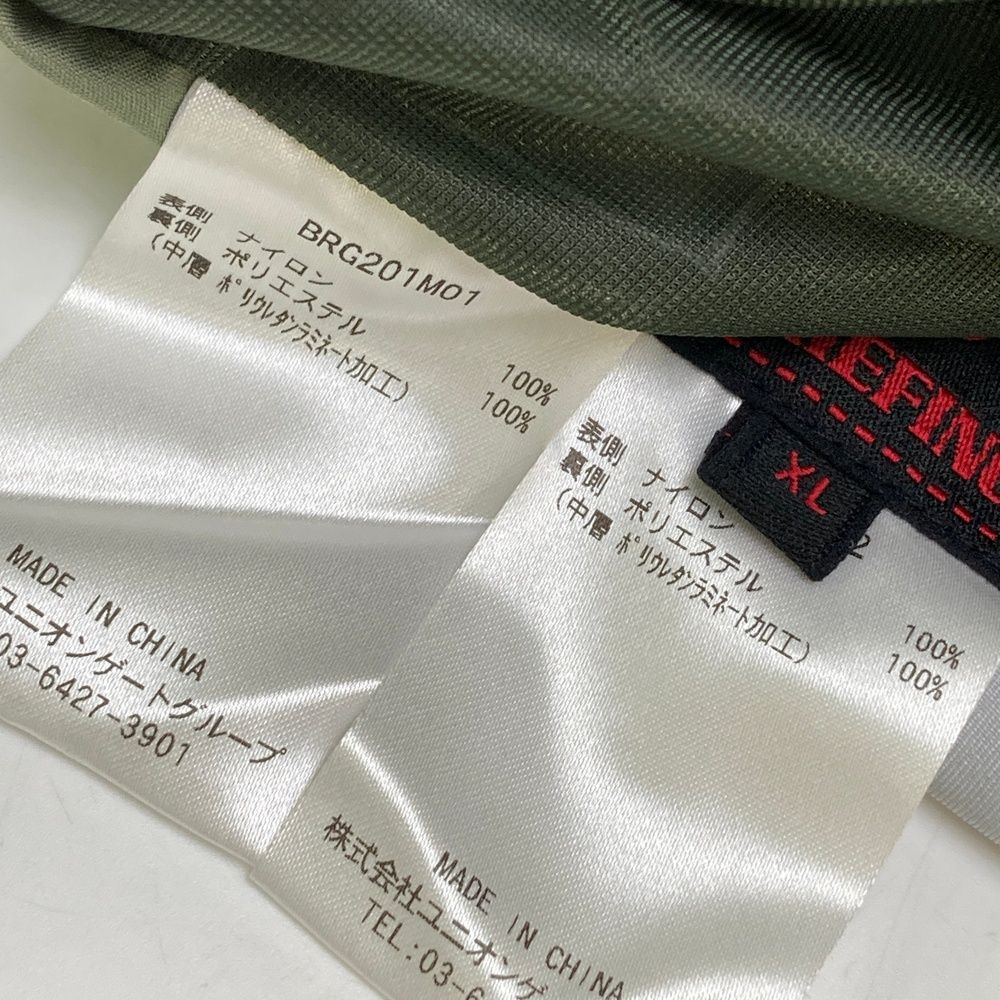 BRG201M01
表側 ナイロン 100%
裏側 ポリエステル 100%
(中層 ポリウレタンラミネート加工)
MADE IN CHINA
ユニオンゲートグループ
03-6427-3901
XL
2
表側 ナイロン 100%
裏側 ポリエステル 100%
(中層 ポリウレタンラミネート加工)
MADE IN CHINA
株式会社ユニオンゲ
TEL:03-6